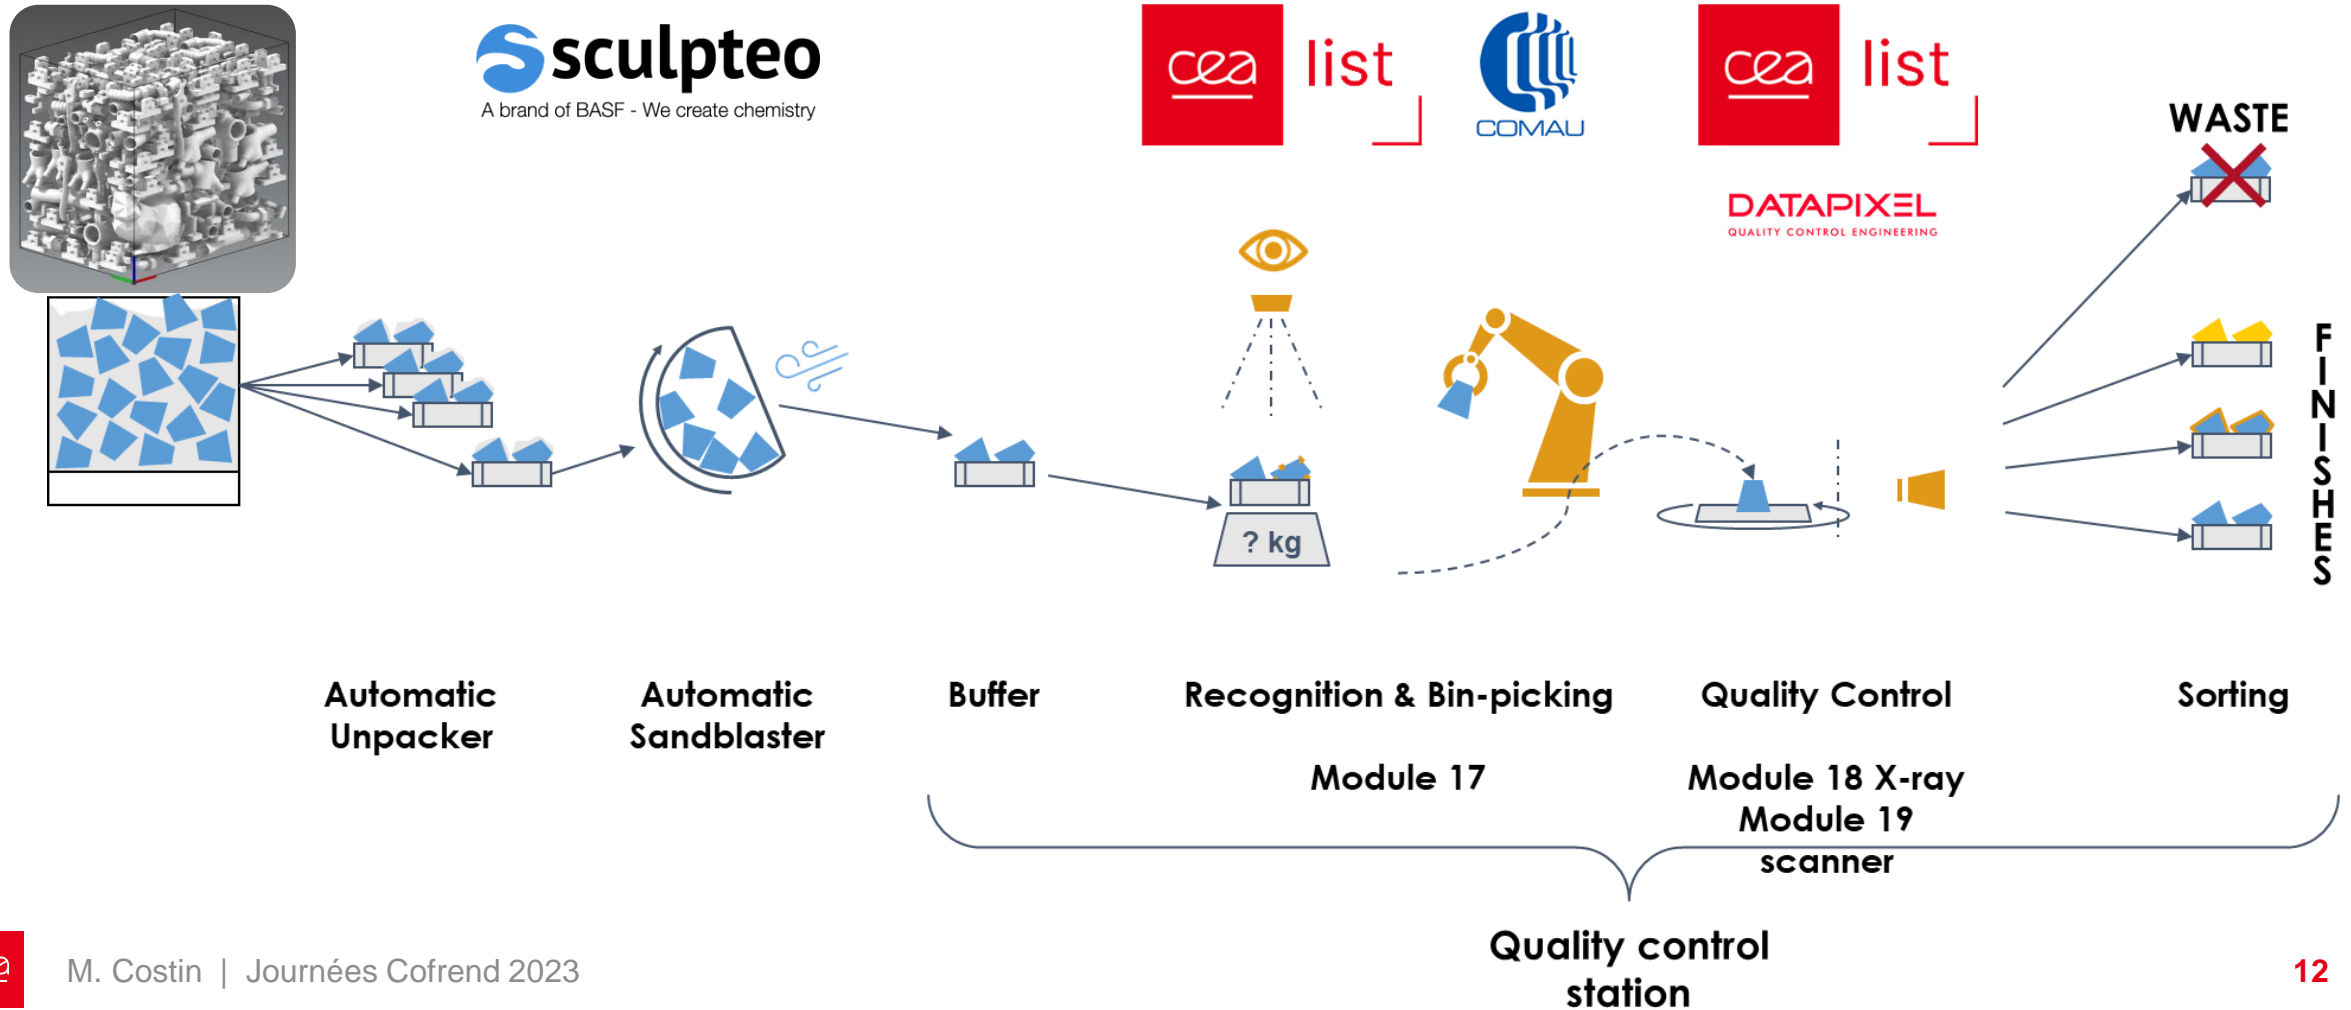 sculpteo
A brand of BASF - We create chemistry
cea list
COMAU
cea list
DATAPIXEL
QUALITY CONTROL ENGINEERING
WASTE
? kg
FINISHES
Automatic
Unpacker
Automatic
Sandblaster
Buffer
Recognition & Bin-picking
Module 17
Quality Control
Module 18 X-ray
Module 19
scanner
Sorting
Quality control
station
M. Costin | Journées Cofrend 2023
12